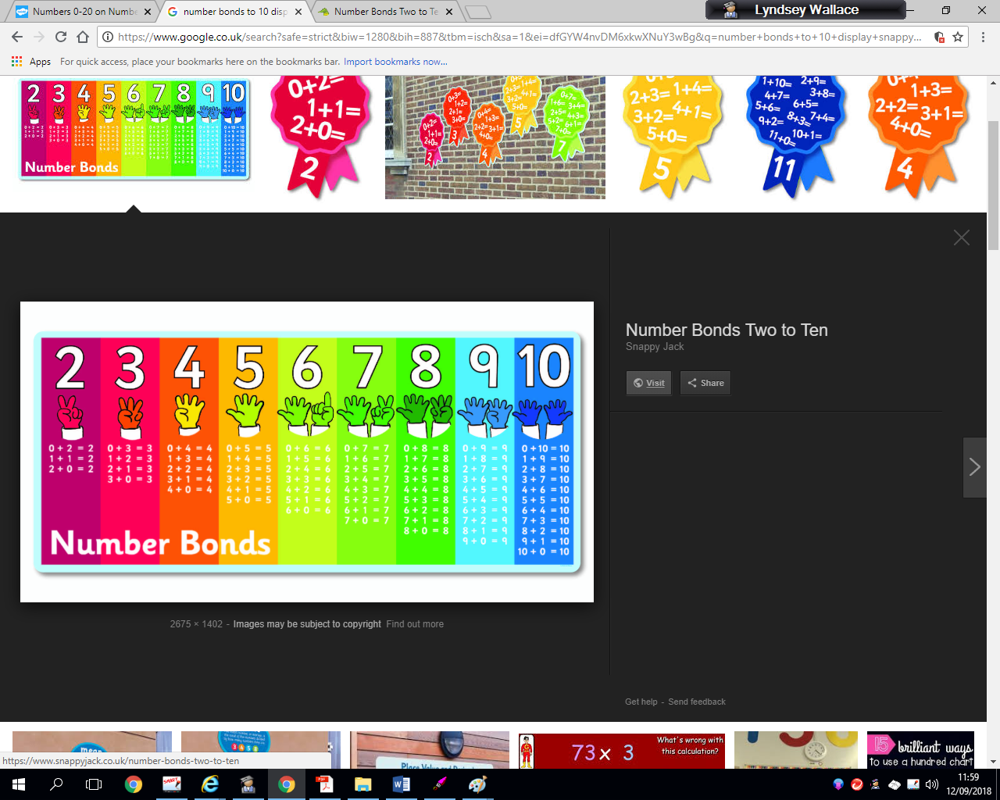 Numbers 0-20 on Numbe
number bonds to 10 disp
Number Bonds Two to Te
Lyndsey Wallace
https://www.google.co.uk/search?safe=strict&biw=1280&bih=887&tbm=isch&sa=1&ei=dfGYW4nvDM6xkwXNuY3wBg&q=number+bonds+to+10+display+snappy...
Apps For quick access, place your bookmarks here on the bookmarks bar. Import bookmarks now...
2 3 4 5 6 7 8 9 10
Number Bonds
0+2=
1+1=
2+0=
2
2+3= 1+4=
3+2= 4+1=
5+0=
5
1+10= 2+9=
4+7= 3+8=
5+6= 6+5=
9+2= 8+3= 7+4=
11+0= 10+1=
11
1+3=
2+2= 3+1=
4+0=
4
2 3 4 5 6 7 8 9 10
0 + 2 = 2 0 + 3 = 3 0 + 4 = 4 0 + 5 = 5 0 + 6 = 6 0 + 7 = 7 0 + 8 = 8 0 + 9 = 9 0 + 10 = 10
1 + 1 = 2 1 + 2 = 3 1 + 3 = 4 1 + 4 = 5 1 + 5 = 6 1 + 6 = 7 1 + 7 = 8 1 + 8 = 9 1 + 9 = 10
2 + 0 = 2 2 + 1 = 3 2 + 2 = 4 2 + 3 = 5 2 + 4 = 6 2 + 5 = 7 2 + 6 = 8 2 + 7 = 9 2 + 8 = 10
3 + 0 = 3 3 + 1 = 4 3 + 2 = 5 3 + 3 = 6 3 + 4 = 7 3 + 5 = 8 3 + 6 = 9 3 + 7 = 10
4 + 0 = 4 4 + 1 = 5 4 + 2 = 6 4 + 3 = 7 4 + 4 = 8 4 + 5 = 9 4 + 6 = 10
5 + 0 = 5 5 + 1 = 6 5 + 2 = 7 5 + 3 = 8 5 + 4 = 9 5 + 5 = 10
6 + 0 = 6 6 + 1 = 7 6 + 2 = 8 6 + 3 = 9 6 + 4 = 10
7 + 0 = 7 7 + 1 = 8 7 + 2 = 9 7 + 3 = 10
8 + 0 = 8 8 + 1 = 9 8 + 2 = 10
9 + 0 = 9 9 + 1 = 10
10 + 0 = 10
Number Bonds
Number Bonds Two to Ten
Snappy Jack
Visit Share
2675 × 1402 - Images may be subject to copyright Find out more
Get help - Send feedback
mean
3 4 5 8
73 x 3
What's wrong with
this calculation?
15 brilliant ways
to use a hundred chart
https://www.snappyjack.co.uk/number-bonds-two-to-ten
11:59
12/09/2018